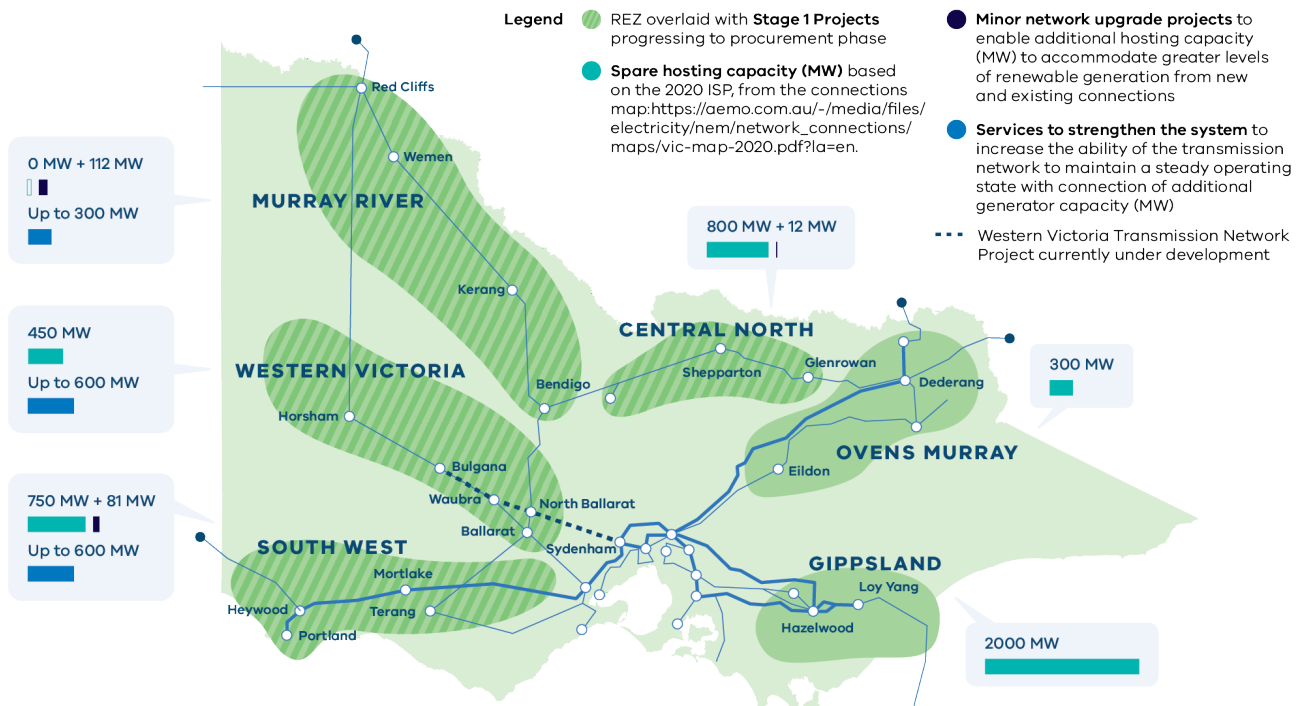 Legend
REZ overlaid with Stage 1 Projects
progressing to procurement phase
Spare hosting capacity (MW) based
on the 2020 ISP, from the connections
map:https://aemo.com.au/-/media/files/
electricity/nem/network_connections/
maps/vic-map-2020.pdf?la=en.
Minor network upgrade projects to
enable additional hosting capacity
(MW) to accommodate greater levels
of renewable generation from new
and existing connections
Services to strengthen the system to
increase the ability of the transmission
network to maintain a steady operating
state with connection of additional
generator capacity (MW)
Western Victoria Transmission Network
Project currently under development
Red Cliffs
Wemen
0 MW + 112 MW
Up to 300 MW
MURRAY RIVER
800 MW + 12 MW
Kerang
450 MW
Up to 600 MW
WESTERN VICTORIA
CENTRAL NORTH
Shepparton
Glenrowan
Dederang
300 MW
Bendigo
Horsham
OVENS MURRAY
Eildon
Bulgana
Waubra
North Ballarat
Ballarat
Sydenham
750 MW + 81 MW
Up to 600 MW
SOUTH WEST
Mortlake
Heywood
Terang
Portland
GIPPSLAND
Loy Yang
Hazelwood
2000 MW